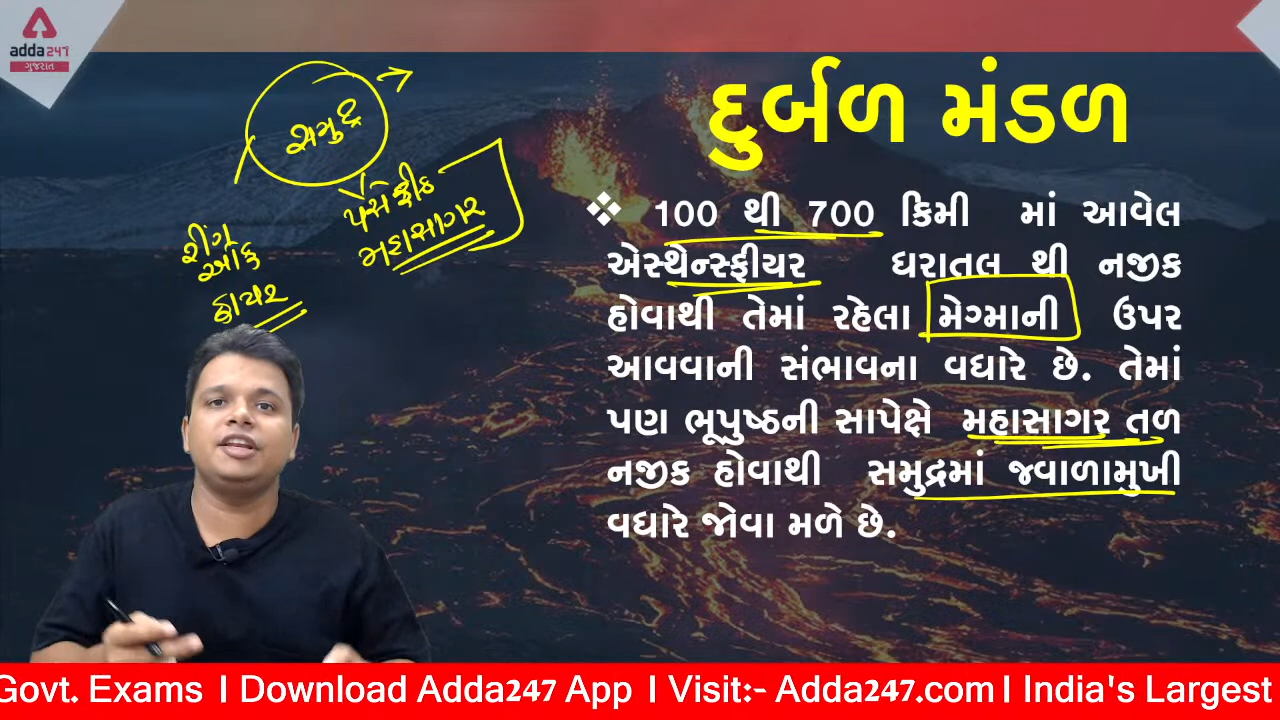 adda247
ગુજરાત
સમુદ્ર
પેસેફીક
મહાસાગર
રીંગ
ઓફ
ફાયર
દુર્બળ મંડળ
❖ 100 થી 700 કિમી માં આવેલ
એસ્થેન્સ્ફીયર ધરાતલ થી નજીક
હોવાથી તેમાં રહેલા મેગ્માની ઉપર
આવવાની સંભાવના વધારે છે. તેમાં
પણ ભૂપુષ્ઠની સાપેક્ષે મહાસાગર તળ
નજીક હોવાથી સમુદ્રમાં જ્વાળામુખી
વધારે જોવા મળે છે.
Govt. Exams I Download Adda247 App I Visit:- Adda247.com I India's Largest